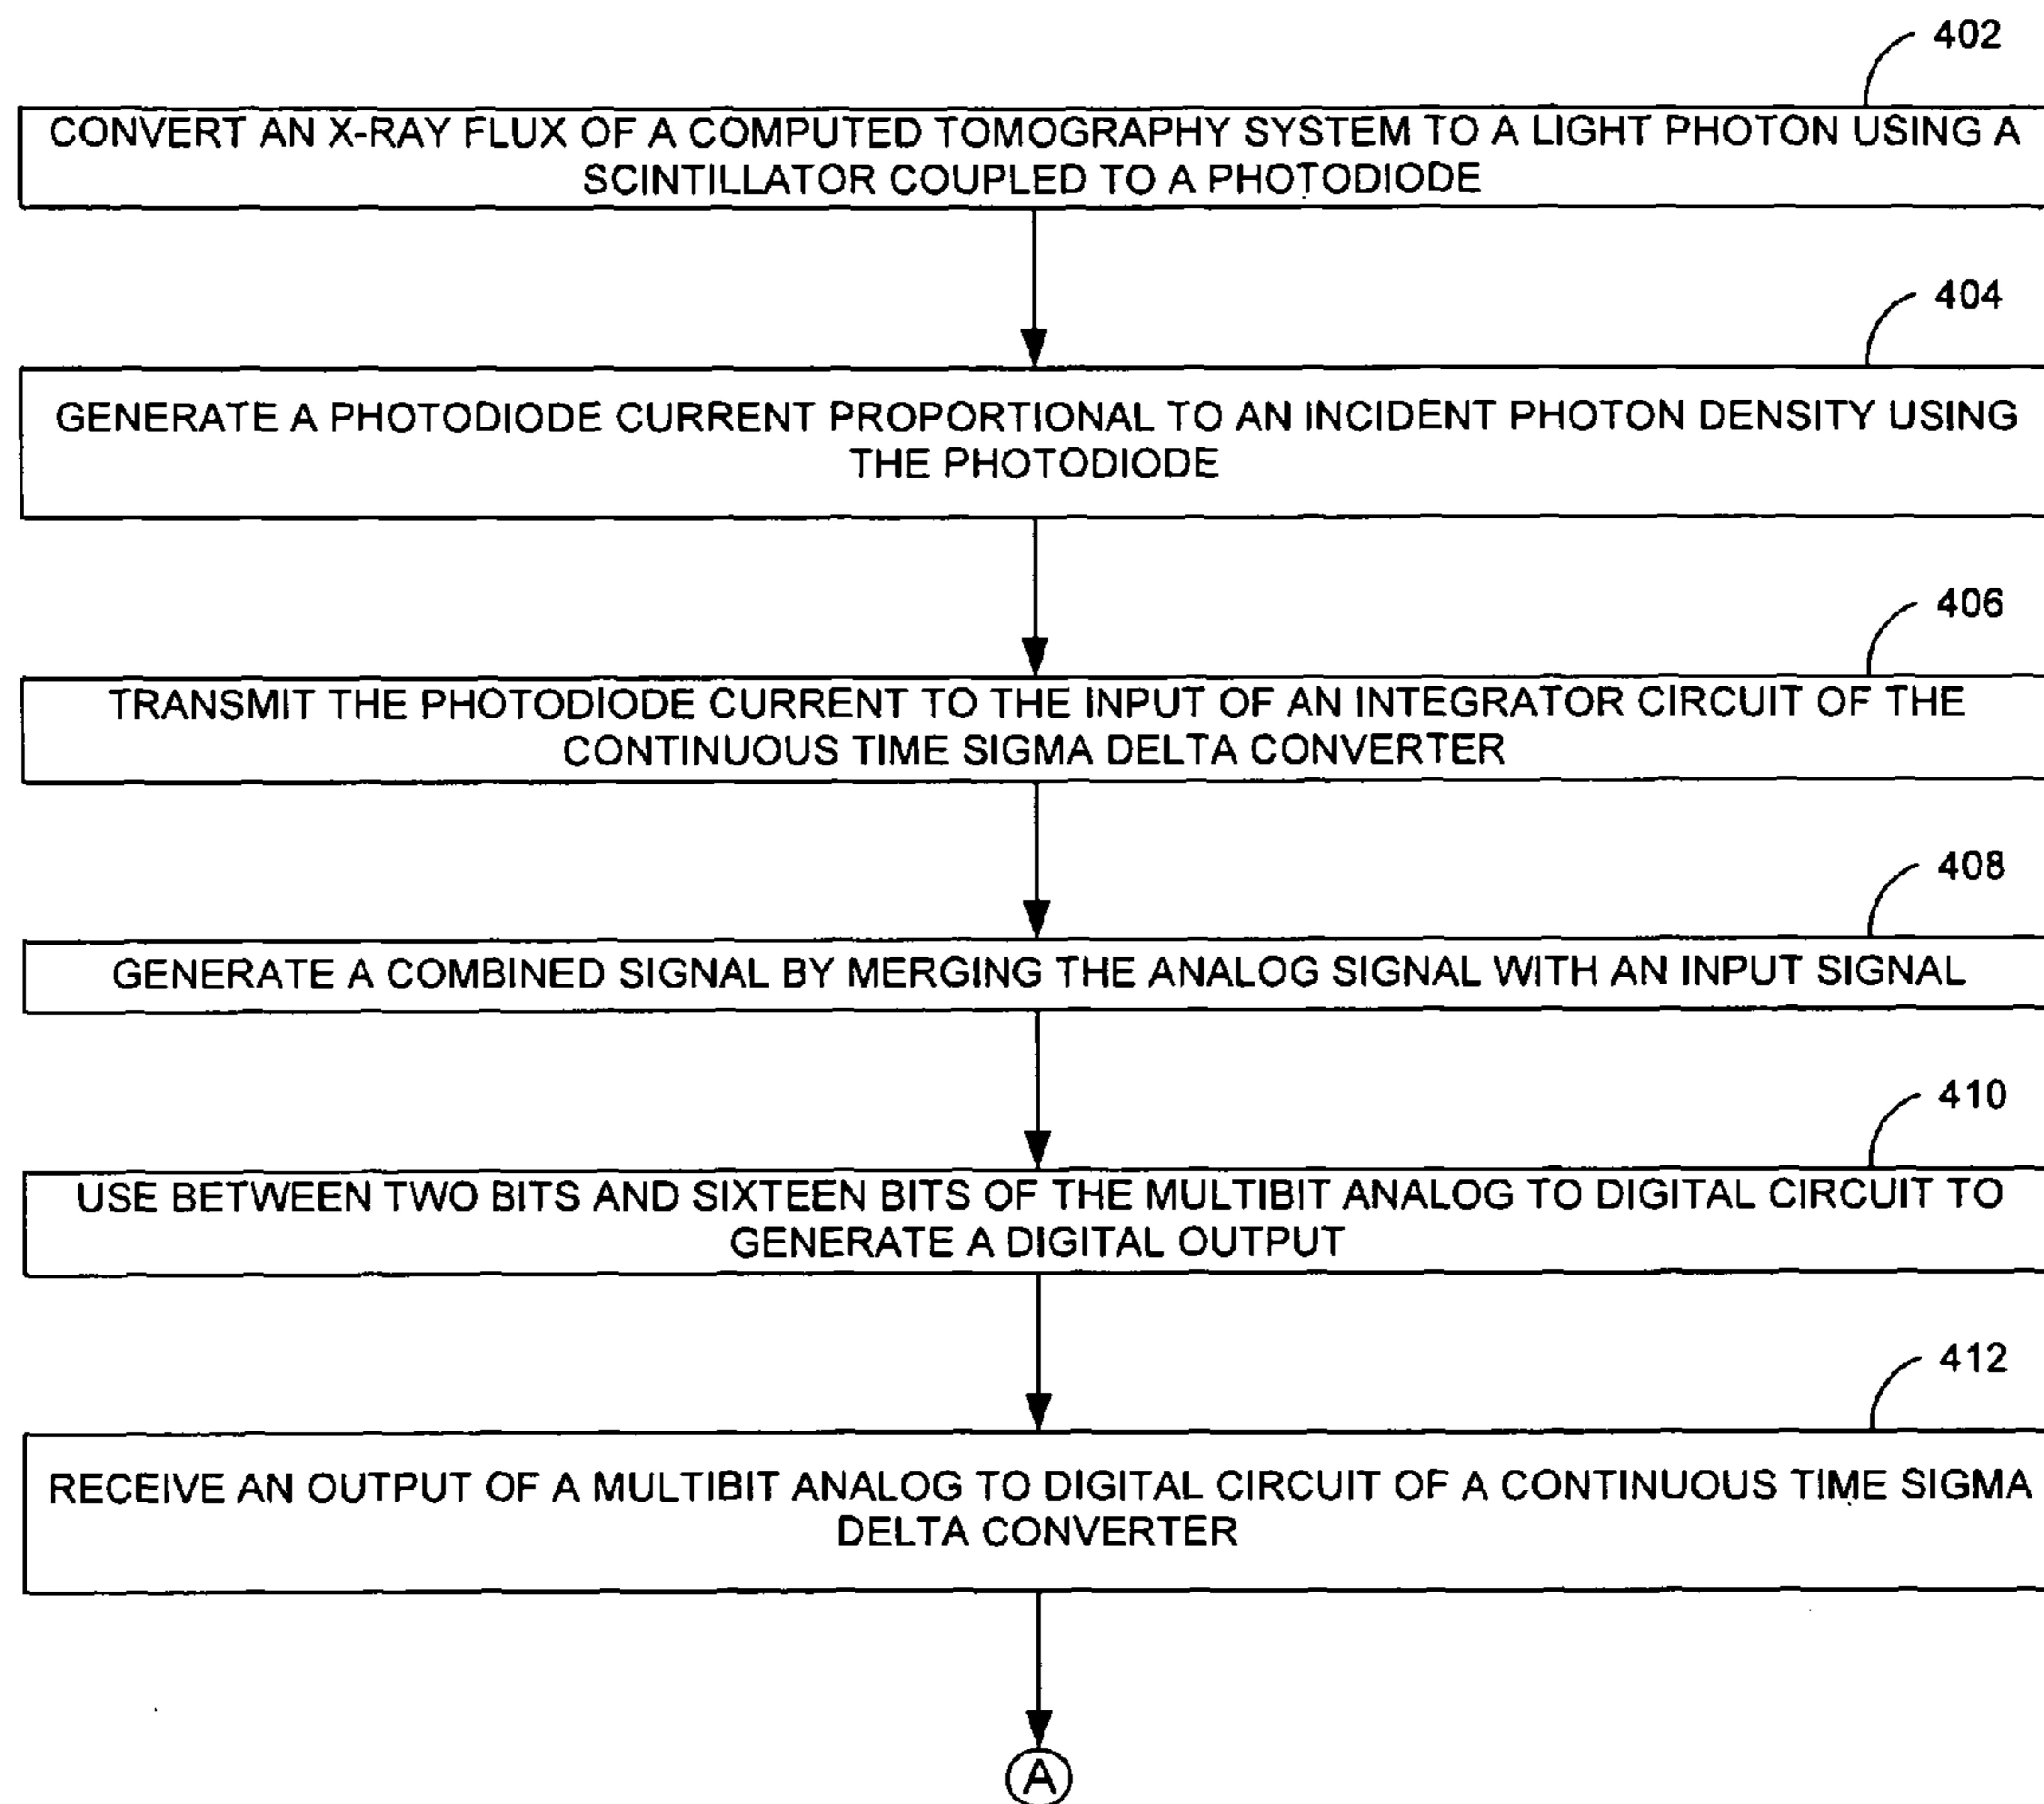 402
CONVERT AN X-RAY FLUX OF A COMPUTED TOMOGRAPHY SYSTEM TO A LIGHT PHOTON USING A
SCINTILLATOR COUPLED TO A PHOTODIODE
404
GENERATE A PHOTODIODE CURRENT PROPORTIONAL TO AN INCIDENT PHOTON DENSITY USING
THE PHOTODIODE
406
TRANSMIT THE PHOTODIODE CURRENT TO THE INPUT OF AN INTEGRATOR CIRCUIT OF THE
CONTINUOUS TIME SIGMA DELTA CONVERTER
408
GENERATE A COMBINED SIGNAL BY MERGING THE ANALOG SIGNAL WITH AN INPUT SIGNAL
410
USE BETWEEN TWO BITS AND SIXTEEN BITS OF THE MULTIBIT ANALOG TO DIGITAL CIRCUIT TO
GENERATE A DIGITAL OUTPUT
412
RECEIVE AN OUTPUT OF A MULTIBIT ANALOG TO DIGITAL CIRCUIT OF A CONTINUOUS TIME SIGMA
DELTA CONVERTER
A